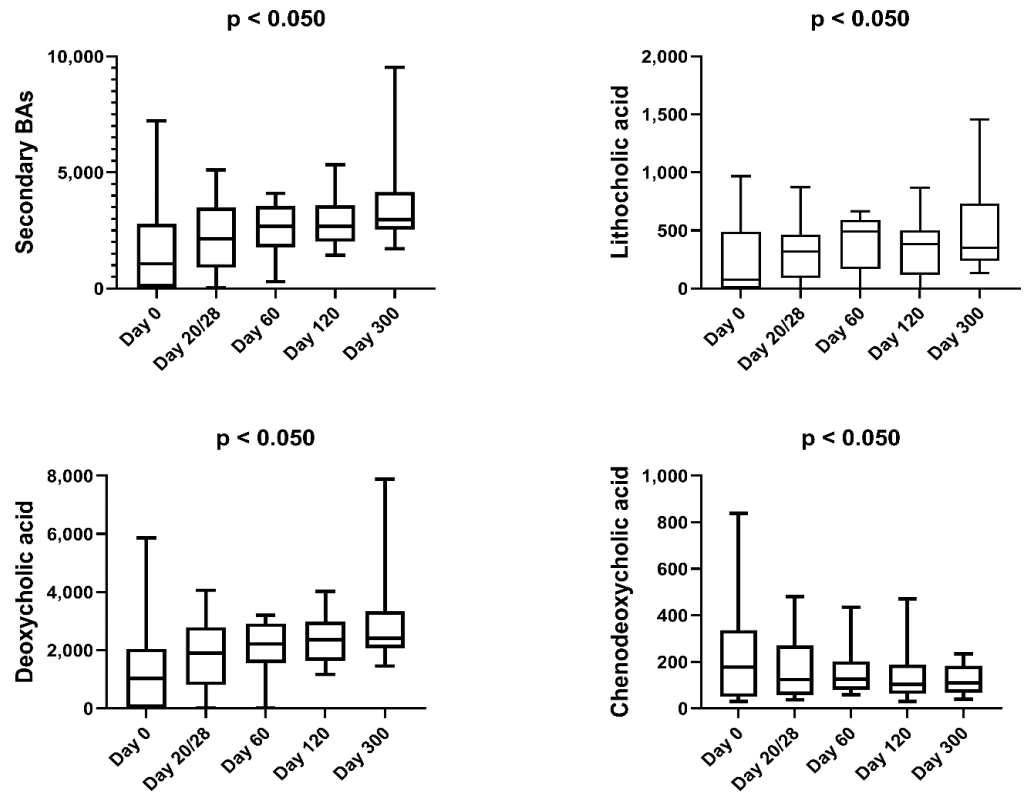 p < 0.050
Secondary BAs
10,000
5,000
0
Day 0
Day 20/28
Day 60
Day 120
Day 300
p < 0.050
Lithocholic acid
2,000
1,500
1,000
500
0
Day 0
Day 20/28
Day 60
Day 120
Day 300
p < 0.050
Deoxycholic acid
8,000
6,000
4,000
2,000
0
Day 0
Day 20/28
Day 60
Day 120
Day 300
p < 0.050
Chenodeoxycholic acid
1,000
800
600
400
200
0
Day 0
Day 20/28
Day 60
Day 120
Day 300